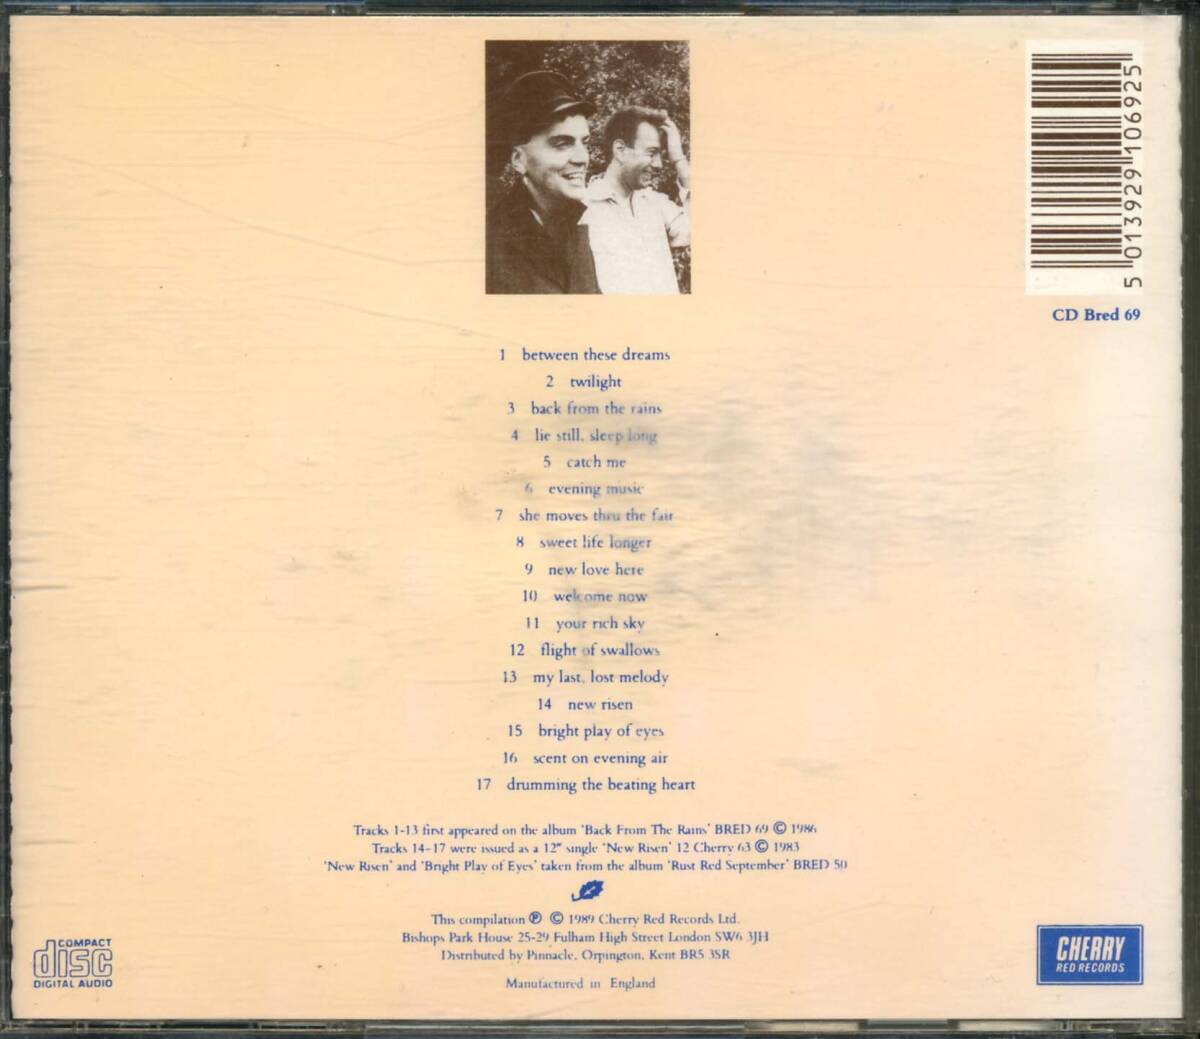 5 013929 106925
CD Bred 69
1 between these dreams
2 twilight
3 back from the rains
4 lie still, sleep long
5 catch me
6 evening music
7 she moves thru the fair
8 sweet life longer
9 new love here
10 welcome now
11 your rich sky
12 flight of swallows
13 my last, lost melody
14 new risen
15 bright play of eyes
16 scent on evening air
17 drumming the beating heart
Tracks 1-13 first appeared on the album 'Back From The Rains' BRED 69 © 1986
Tracks 14-17 were issued as a 12" single 'New Risen' 12 Cherry 63 © 1983
'New Risen' and 'Bright Play of Eyes' taken from the album 'Rust Red September' BRED 50
This compilation ℗ © 1989 Cherry Red Records Ltd.
Bishops Park House 25-29 Fulham High Street London SW6 3JH
Distributed by Pinnacle, Orpington, Kent BR5 3SR
Manufactured in England
COMPACT
disc
DIGITAL AUDIO
CHERRY
RED RECORDS